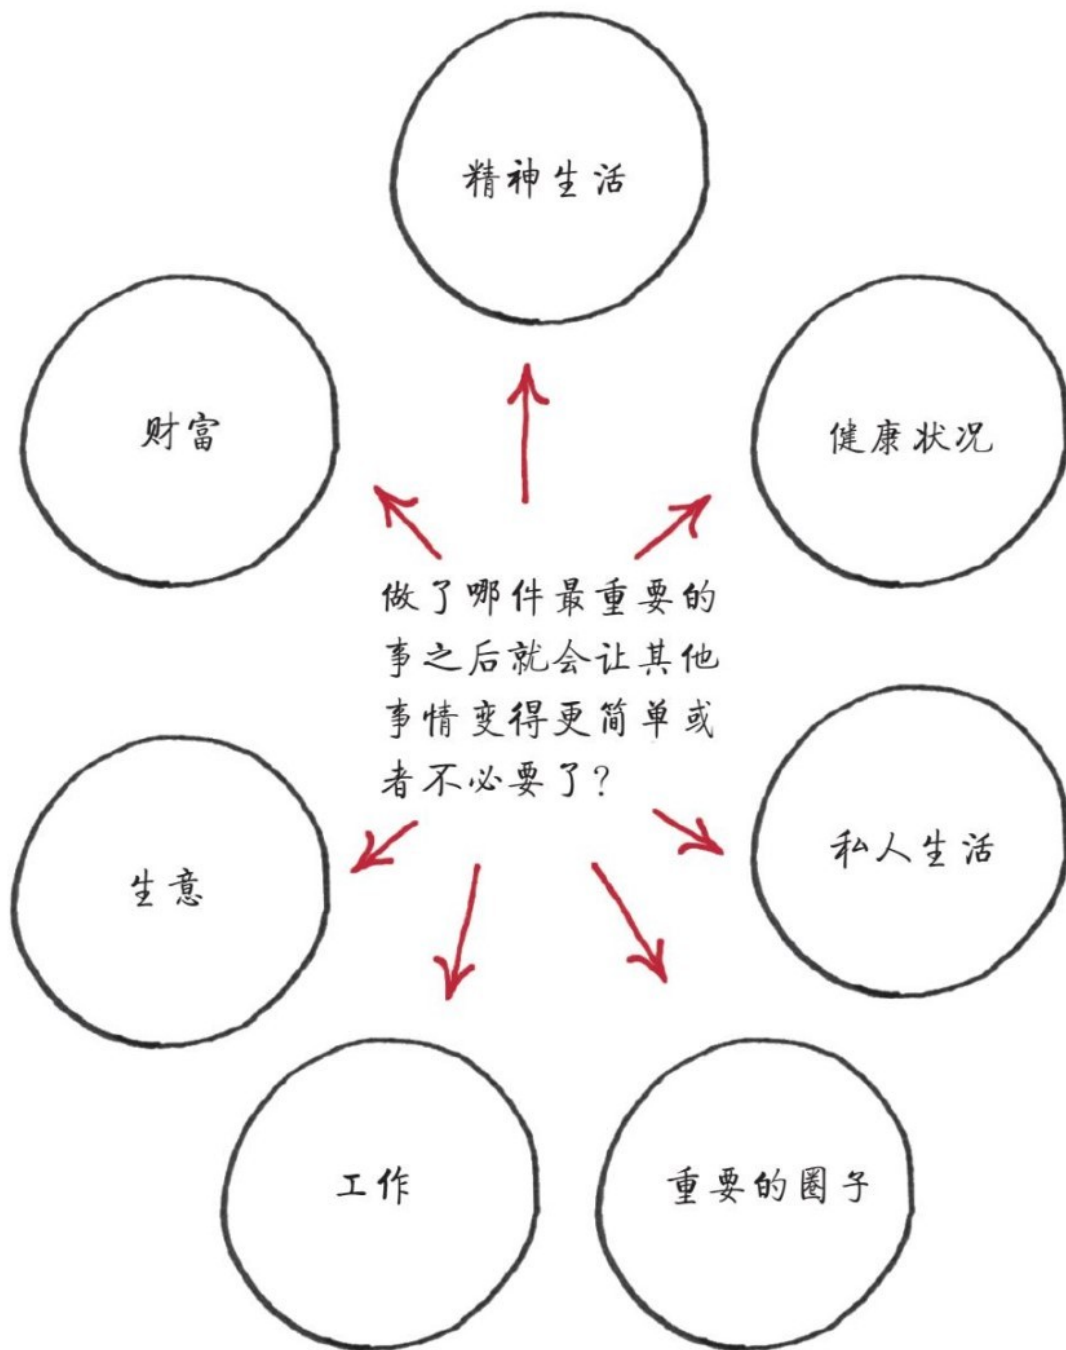 精神生活
财富
健康状况
做了哪件最重要的
事之后就会让其他
事情变得更简单或
者不必要了?
私人生活
生意
工作
重要的圈子